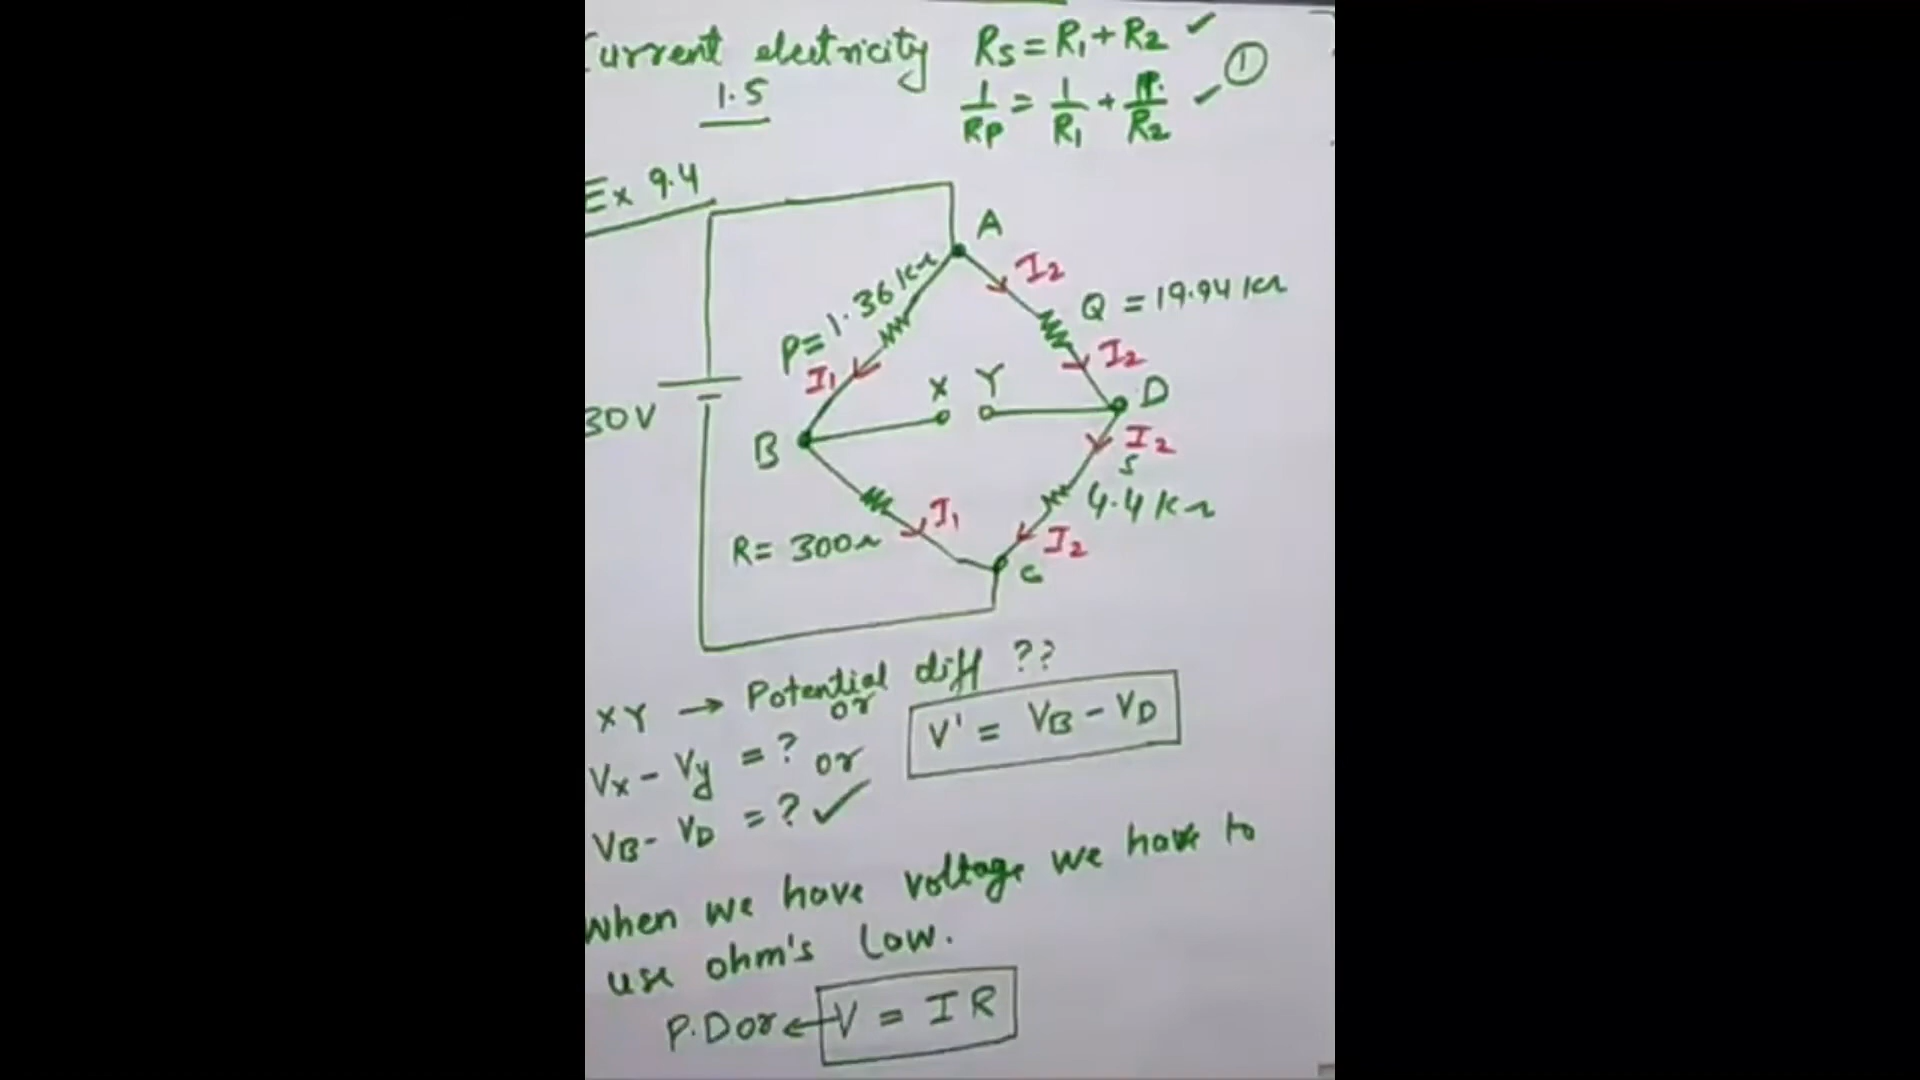 Current electricity
1.5
Rs = R1 + R2 ✓
1/Rp = 1/R1 + 1/R2 ✓
①
Ex 9.4
A
I2
P = 1.36 kΩ
Q = 19.94 kΩ
I1
I2
X Y
D
30V
B
I2
S
4.4 kΩ
I1
R = 300Ω
I2
C
XY → Potential diff ??
or
V' = VB - VD
Vx - Vy = ? or
VB - VD = ? ✓
When we have voltage we have to
use ohm's low.
P.D or ← V = IR